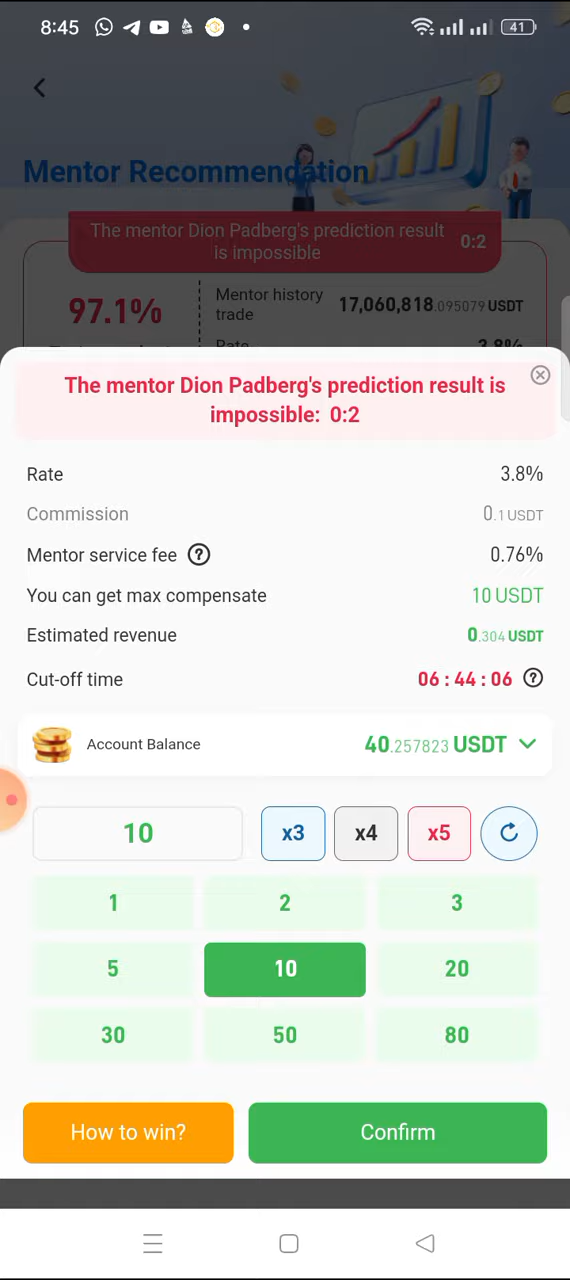 8:45
41
Mentor Recommendation
The mentor Dion Padberg's prediction result
is impossible
0:2
97.1%
Mentor history
trade
17,060,818.095079 USDT
Rate
3.8%
The mentor Dion Padberg's prediction result is
impossible: 0:2
Rate 3.8%
Commission 0.1 USDT
Mentor service fee ? 0.76%
You can get max compensate 10 USDT
Estimated revenue 0.304 USDT
Cut-off time 06 : 44 : 06 ?
Account Balance 40.257823 USDT
10 x3 x4 x5
1 2 3
5 10 20
30 50 80
How to win? Confirm